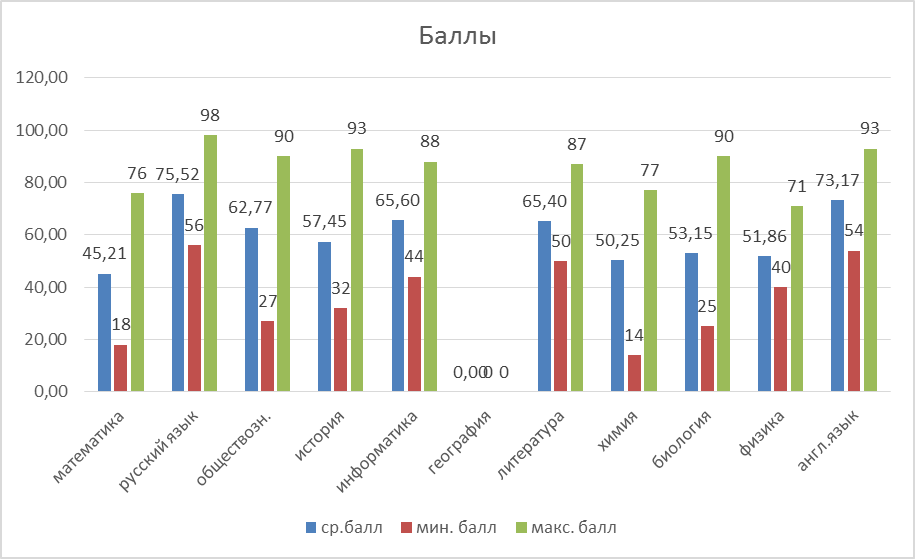 Баллы
120,00
100,00
80,00
60,00
40,00
20,00
0,00
45,21 18 76
75,52 56 98
62,77 27 90
57,45 32 93
65,60 44 88
0,00 0 0
65,40 50 87
50,25 14 77
53,15 25 90
51,86 40 71
73,17 54 93
математика
русский язык
обществозн.
история
информатика
география
литература
химия
биология
физика
англ.язык
ср.балл мин. балл макс. балл